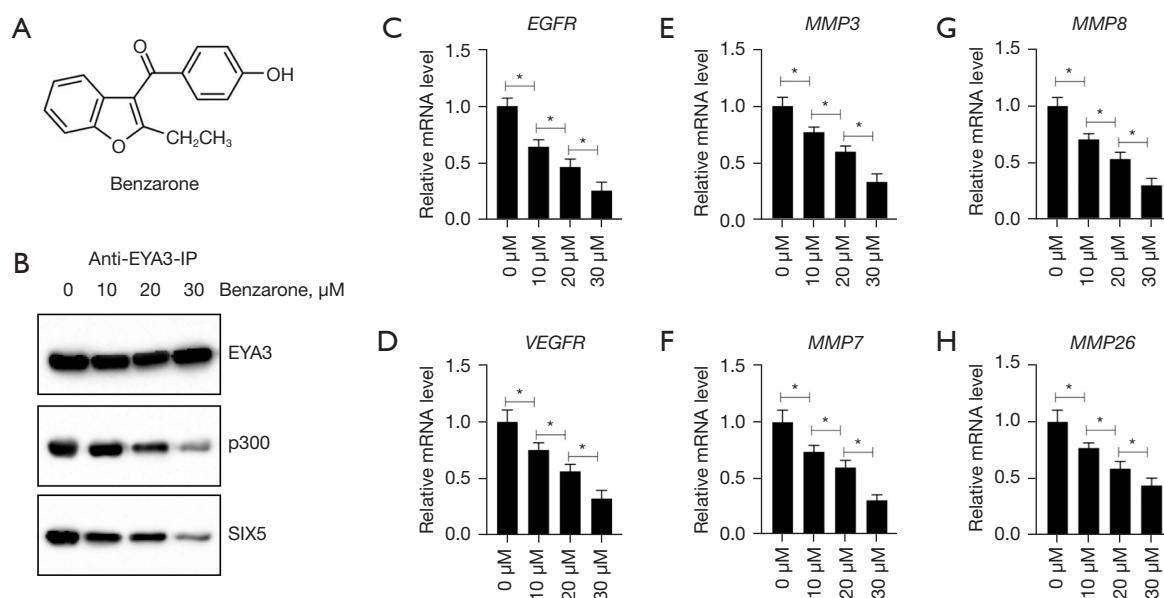 A
O
OH
O
CH₂CH₃
Benzarone
B
Anti-EYA3-IP
0 10 20 30 Benzarone, μM
EYA3
p300
SIX5
C
EGFR
Relative mRNA level
1.5
1.0
0.5
0.0
* * *
0 μM 10 μM 20 μM 30 μM
D
VEGFR
Relative mRNA level
1.5
1.0
0.5
0.0
* * *
0 μM 10 μM 20 μM 30 μM
E
MMP3
Relative mRNA level
1.5
1.0
0.5
0.0
* * *
0 μM 10 μM 20 μM 30 μM
F
MMP7
Relative mRNA level
1.5
1.0
0.5
0.0
* * *
0 μM 10 μM 20 μM 30 μM
G
MMP8
Relative mRNA level
1.5
1.0
0.5
0.0
* * *
0 μM 10 μM 20 μM 30 μM
H
MMP26
Relative mRNA level
1.5
1.0
0.5
0.0
* * *
0 μM 10 μM 20 μM 30 μM